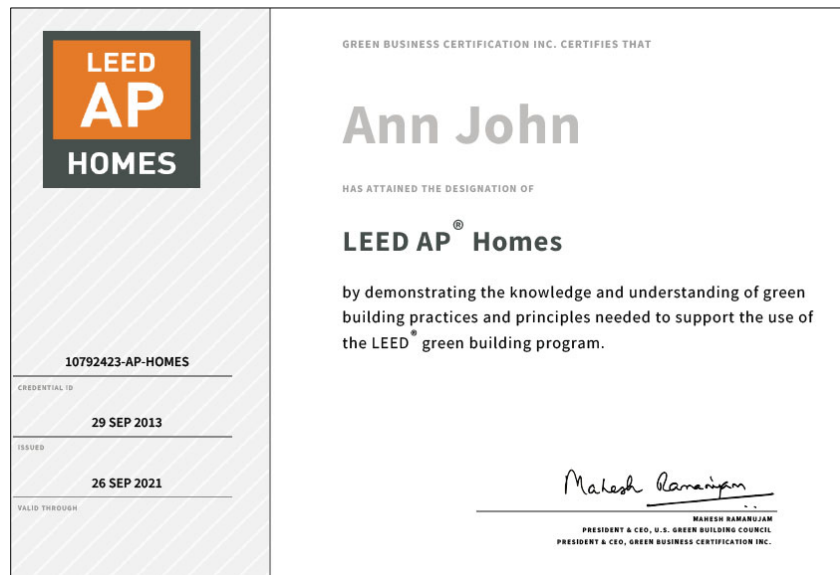 LEED
AP
HOMES
10792423-AP-HOMES
CREDENTIAL ID
29 SEP 2013
ISSUED
26 SEP 2021
VALID THROUGH
GREEN BUSINESS CERTIFICATION INC. CERTIFIES THAT
Ann John
HAS ATTAINED THE DESIGNATION OF
LEED AP® Homes
by demonstrating the knowledge and understanding of green
building practices and principles needed to support the use of
the LEED® green building program.
Mahesh Ramanujam
MAHESH RAMANUJAM
PRESIDENT & CEO, U.S. GREEN BUILDING COUNCIL
PRESIDENT & CEO, GREEN BUSINESS CERTIFICATION INC.